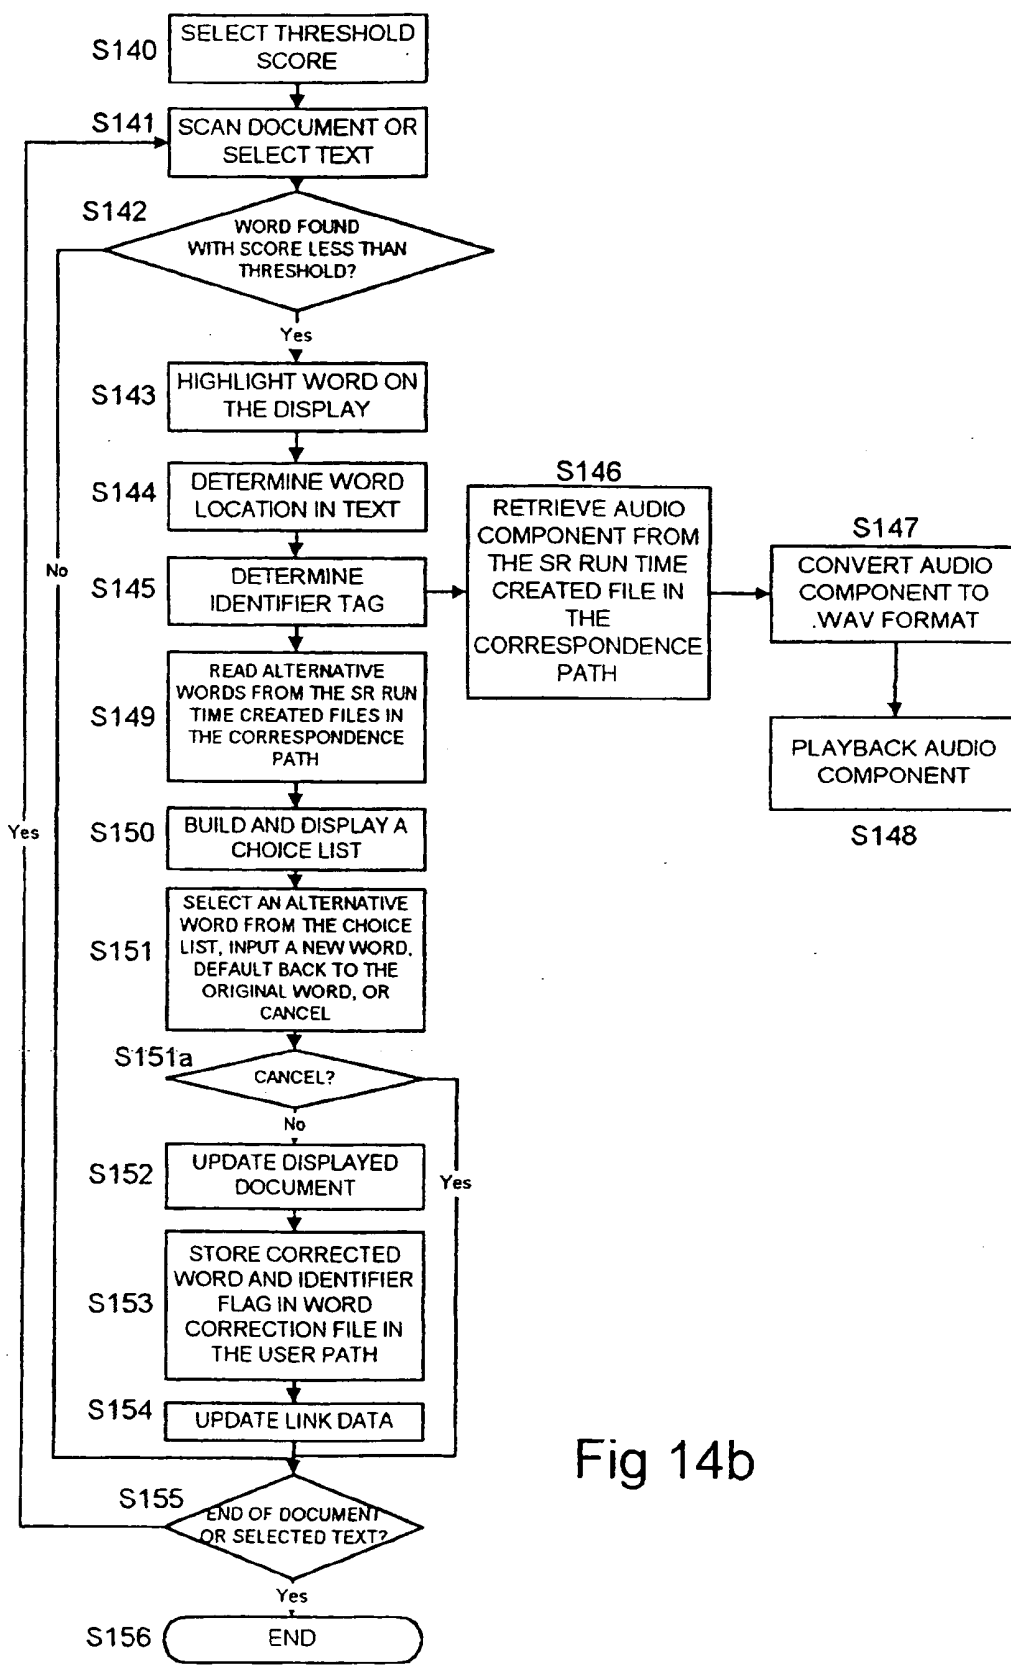 S140
SELECT THRESHOLD
SCORE
S141
SCAN DOCUMENT OR
SELECT TEXT
S142
WORD FOUND
WITH SCORE LESS THAN
THRESHOLD?
Yes
S143
HIGHLIGHT WORD ON
THE DISPLAY
S144
DETERMINE WORD
LOCATION IN TEXT
No
S145
DETERMINE
IDENTIFIER TAG
S146
RETRIEVE AUDIO
COMPONENT FROM
THE SR RUN TIME
CREATED FILE IN
THE
CORRESPONDENCE
PATH
S147
CONVERT AUDIO
COMPONENT TO
.WAV FORMAT
PLAYBACK AUDIO
COMPONENT
S148
S149
READ ALTERNATIVE
WORDS FROM THE SR RUN
TIME CREATED FILES IN
THE CORRESPONDENCE
PATH
Yes
S150
BUILD AND DISPLAY A
CHOICE LIST
S151
SELECT AN ALTERNATIVE
WORD FROM THE CHOICE
LIST, INPUT A NEW WORD,
DEFAULT BACK TO THE
ORIGINAL WORD, OR
CANCEL
S151a
CANCEL?
No
Yes
S152
UPDATE DISPLAYED
DOCUMENT
S153
STORE CORRECTED
WORD AND IDENTIFIER
FLAG IN WORD
CORRECTION FILE IN
THE USER PATH
S154
UPDATE LINK DATA
S155
END OF DOCUMENT
OR SELECTED TEXT?
Yes
S156
END
Fig 14b